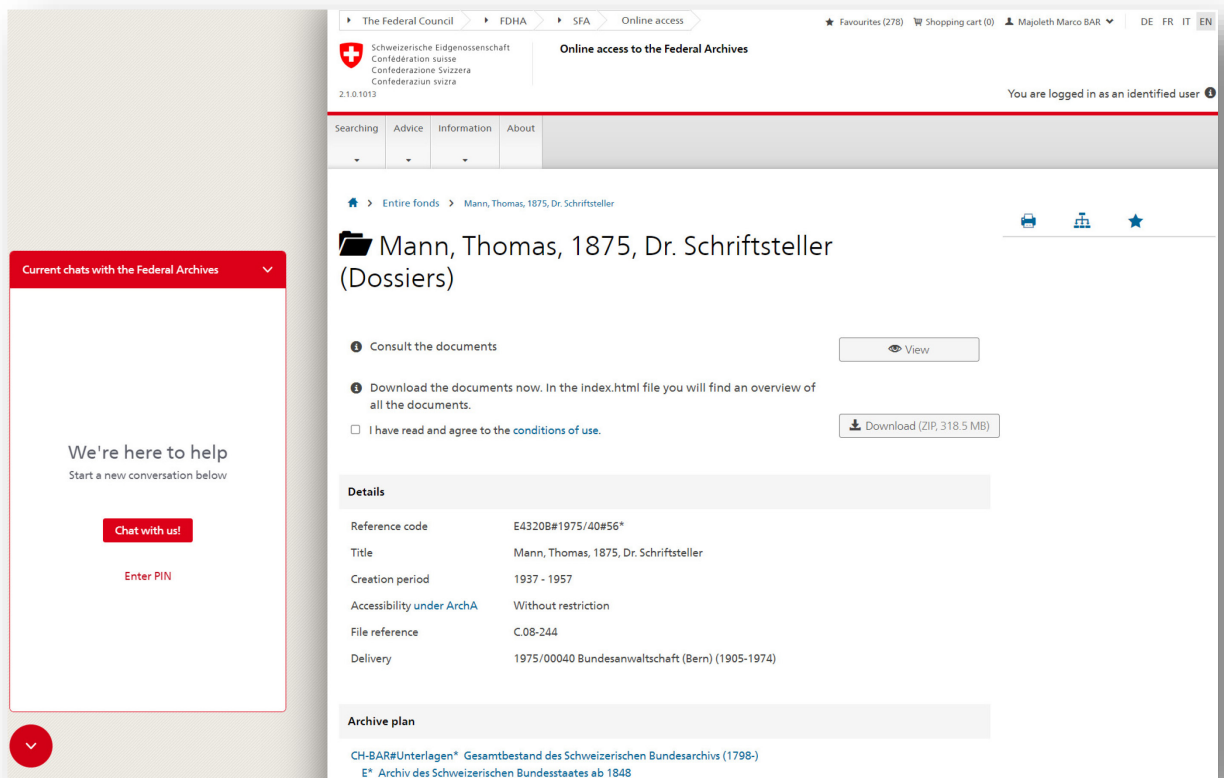 The Federal Council FDHA SFA Online access
Favourites (278) Shopping cart (0) Majoleth Marco BAR DE FR IT EN
Schweizerische Eidgenossenschaft
Confédération suisse
Confederazione Svizzera
Confederaziun svizra
Online access to the Federal Archives
2.1.0.1013
You are logged in as an identified user
Searching Advice Information About
Entire fonds Mann, Thomas, 1875, Dr. Schriftsteller
Mann, Thomas, 1875, Dr. Schriftsteller
(Dossiers)
Current chats with the Federal Archives
We're here to help
Start a new conversation below
Chat with us!
Enter PIN
Consult the documents
View
Download the documents now. In the index.html file you will find an overview of
all the documents.
I have read and agree to the conditions of use.
Download (ZIP, 318.5 MB)
Details
Reference code E4320B#1975/40#56*
Title Mann, Thomas, 1875, Dr. Schriftsteller
Creation period 1937 - 1957
Accessibility under ArchA Without restriction
File reference C.08-244
Delivery 1975/00040 Bundesanwaltschaft (Bern) (1905-1974)
Archive plan
CH-BAR#Unterlagen* Gesamtbestand des Schweizerischen Bundesarchivs (1798-)
E* Archiv des Schweizerischen Bundesstaates ab 1848